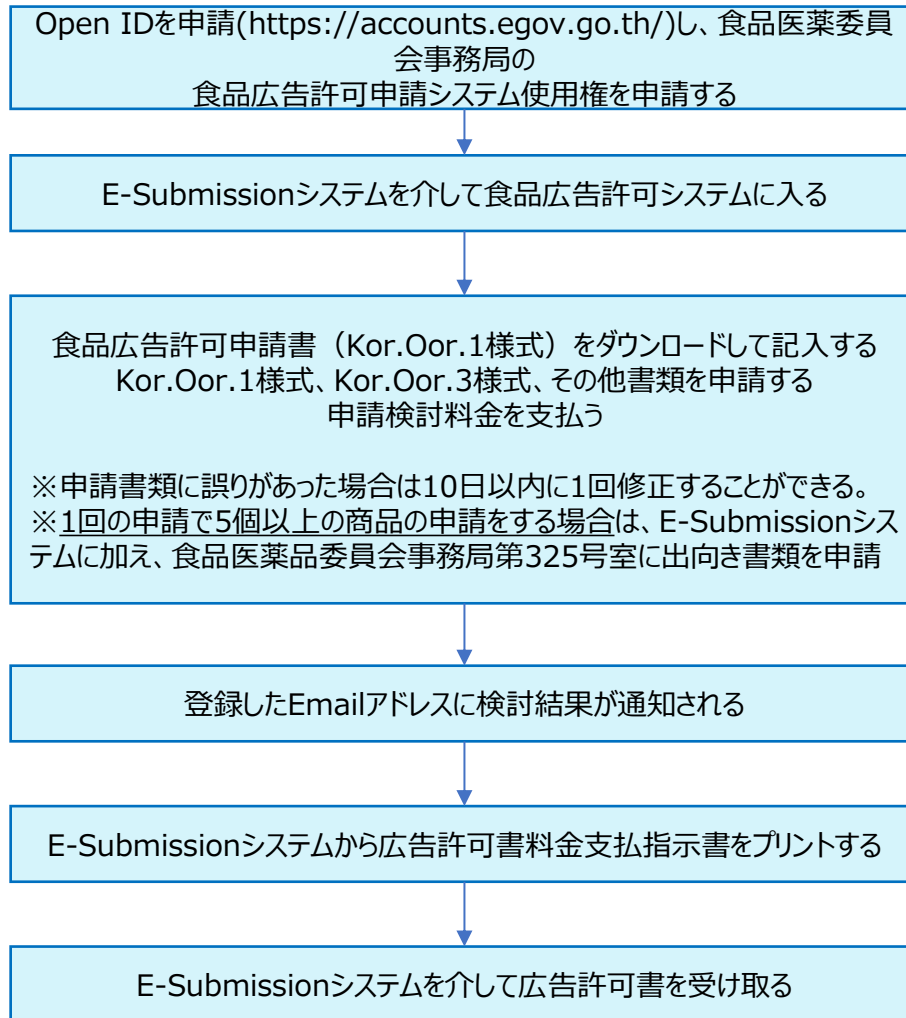 Open IDを申請(https://accounts.egov.go.th/)し、食品医薬委員
会事務局の
食品広告許可申請システム使用権を申請する
E-Submissionシステムを介して食品広告許可システムに入る
食品広告許可申請書（Kor.Oor.1様式）をダウンロードして記入する
Kor.Oor.1様式、Kor.Oor.3様式、その他書類を申請する
申請検討料金を支払う
※申請書類に誤りがあった場合は10日以内に1回修正することができる。
※1回の申請で5個以上の商品の申請をする場合は、E-Submissionシス
テムに加え、食品医薬品委員会事務局第325号室に出向き書類を申請
登録したEmailアドレスに検討結果が通知される
E-Submissionシステムから広告許可書料金支払指示書をプリントする
E-Submissionシステムを介して広告許可書を受け取る